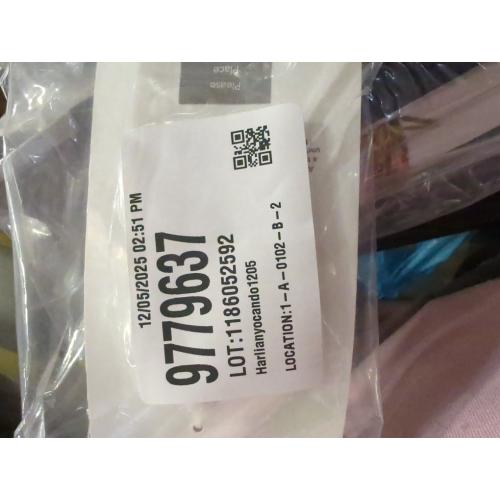 12/05/2025 02:51 PM
9779637
LOT:1186052592
Harlianyocando1205
LOCATION:1-A-0102-B-2
Please
Place